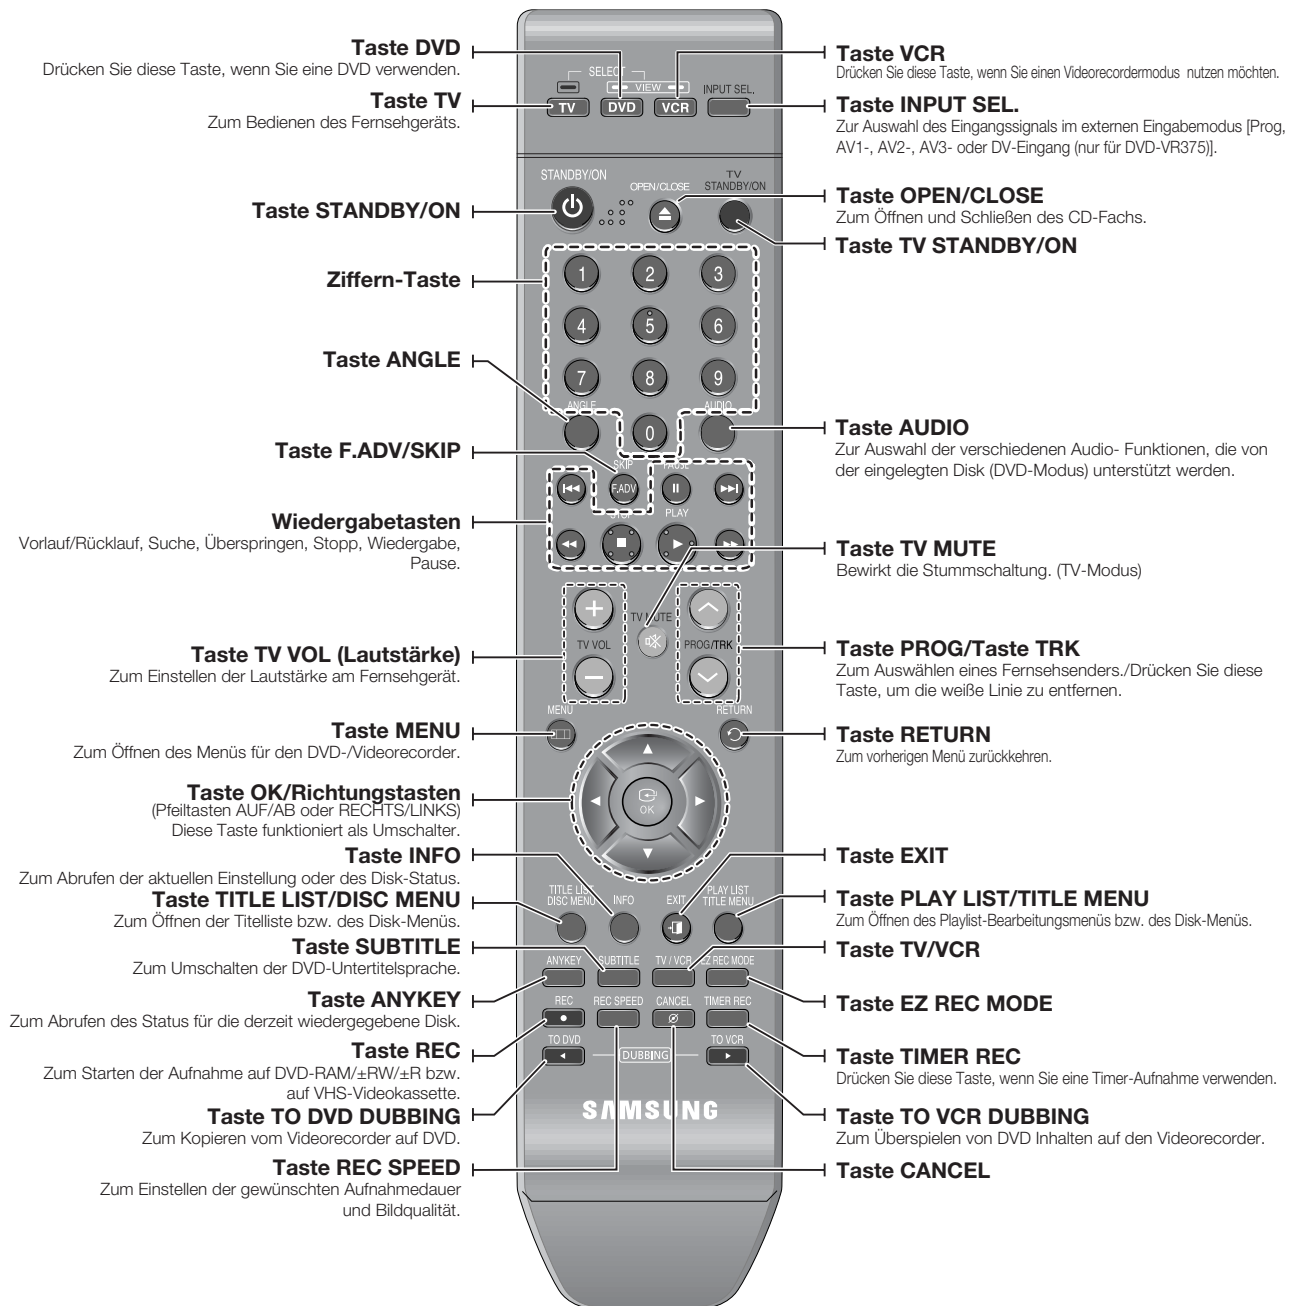 Taste DVD
Drücken Sie diese Taste, wenn Sie eine DVD verwenden.
Taste TV
Zum Bedienen des Fernsehgeräts.
Taste STANDBY/ON
Ziffern-Taste
Taste ANGLE
Taste F.ADV/SKIP
Wiedergabetasten
Vorlauf/Rücklauf, Suche, Überspringen, Stopp, Wiedergabe,
Pause.
Taste TV VOL (Lautstärke)
Zum Einstellen der Lautstärke am Fernsehgerät.
Taste MENU
Zum Öffnen des Menüs für den DVD-/Videorecorder.
Taste OK/Richtungstasten
(Pfeiltasten AUF/AB oder RECHTS/LINKS)
Diese Taste funktioniert als Umschalter.
Taste INFO
Zum Abrufen der aktuellen Einstellung oder des Disk-Status.
Taste TITLE LIST/DISC MENU
Zum Öffnen der Titelliste bzw. des Disk-Menüs.
Taste SUBTITLE
Zum Umschalten der DVD-Untertitelsprache.
Taste ANYKEY
Zum Abrufen des Status für die derzeit wiedergegebene Disk.
Taste REC
Zum Starten der Aufnahme auf DVD-RAM/±RW/±R bzw.
auf VHS-Videokassette.
Taste TO DVD DUBBING
Zum Kopieren vom Videorecorder auf DVD.
Taste REC SPEED
Zum Einstellen der gewünschten Aufnahmedauer
und Bildqualität.
SELECT
VIEW
INPUT SEL.
TV DVD VCR
STANDBY/ON
OPEN/CLOSE
TV
STANDBY/ON
1 2 3
4 5 6
7 8 9
ANGLE
AUDIO
0
SKIP
F.ADV
PAUSE
STOP
PLAY
TV MUTE
TV VOL
PROG/TRK
MENU
RETURN
OK
TITLE LIST
DISC MENU
INFO
EXIT
PLAY LIST
TITLE MENU
ANYKEY SUBTITLE TV / VCR EZ REC MODE
REC REC SPEED CANCEL TIMER REC
TO DVD
DUBBING
TO VCR
SAMSUNG
Taste VCR
Drücken Sie diese Taste, wenn Sie einen Videorecordermodus nutzen möchten.
Taste INPUT SEL.
Zur Auswahl des Eingangssignals im externen Eingabemodus [Prog,
AV1-, AV2-, AV3- oder DV-Eingang (nur für DVD-VR375)].
Taste OPEN/CLOSE
Zum Öffnen und Schließen des CD-Fachs.
Taste TV STANDBY/ON
Taste AUDIO
Zur Auswahl der verschiedenen Audio- Funktionen, die von
der eingelegten Disk (DVD-Modus) unterstützt werden.
Taste TV MUTE
Bewirkt die Stummschaltung. (TV-Modus)
Taste PROG/Taste TRK
Zum Auswählen eines Fernsehsenders./Drücken Sie diese
Taste, um die weiße Linie zu entfernen.
Taste RETURN
Zum vorherigen Menü zurückkehren.
Taste EXIT
Taste PLAY LIST/TITLE MENU
Zum Öffnen des Playlist-Bearbeitungsmenüs bzw. des Disk-Menüs.
Taste TV/VCR
Taste EZ REC MODE
Taste TIMER REC
Drücken Sie diese Taste, wenn Sie eine Timer-Aufnahme verwenden.
Taste TO VCR DUBBING
Zum Überspielen von DVD Inhalten auf den Videorecorder.
Taste CANCEL